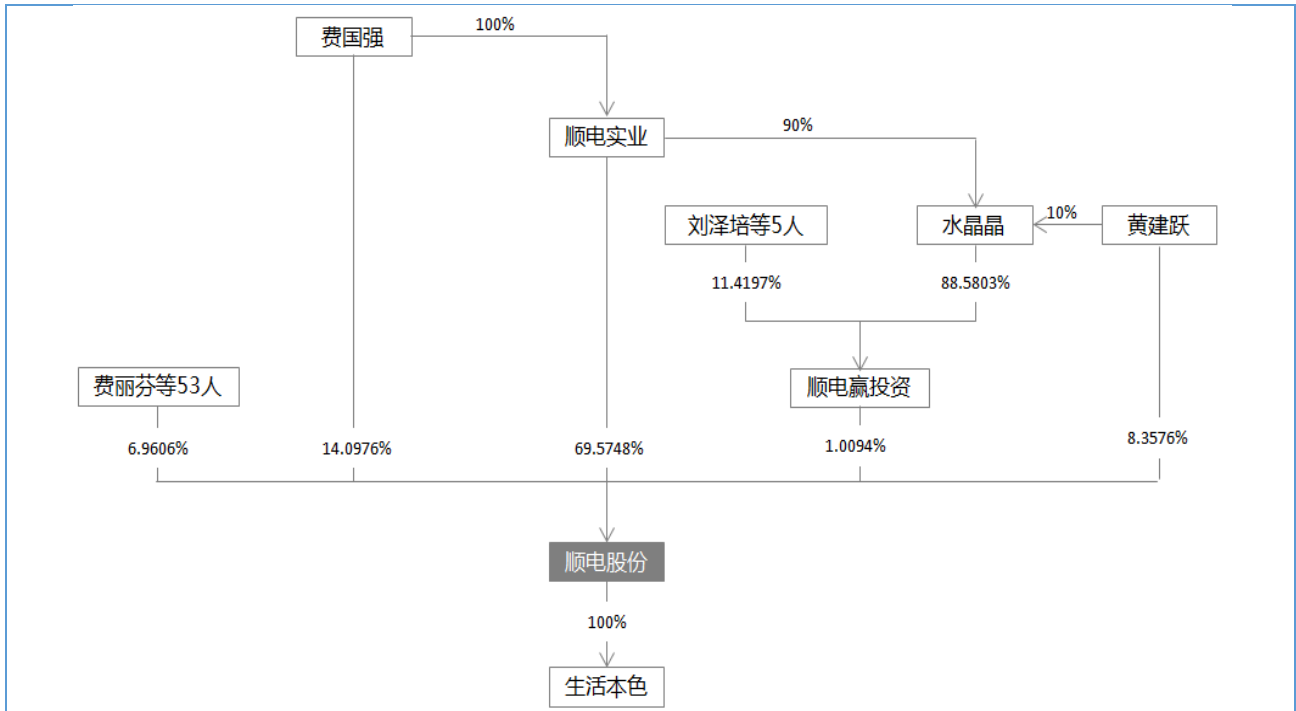 费国强
100%
顺电实业
90%
刘泽培等5人
水晶晶
10%
黄建跃
11.4197%
88.5803%
费丽芬等53人
顺电赢投资
6.9606%
14.0976%
69.5748%
1.0094%
8.3576%
顺电股份
100%
生活本色